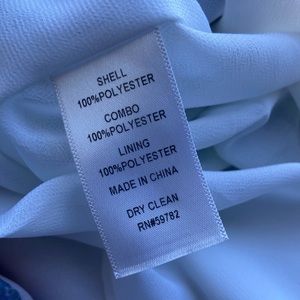 SHELL
100%POLYESTER
COMBO
100%POLYESTER
LINING
100%POLYESTER
MADE IN CHINA
DRY CLEAN
RN#59782